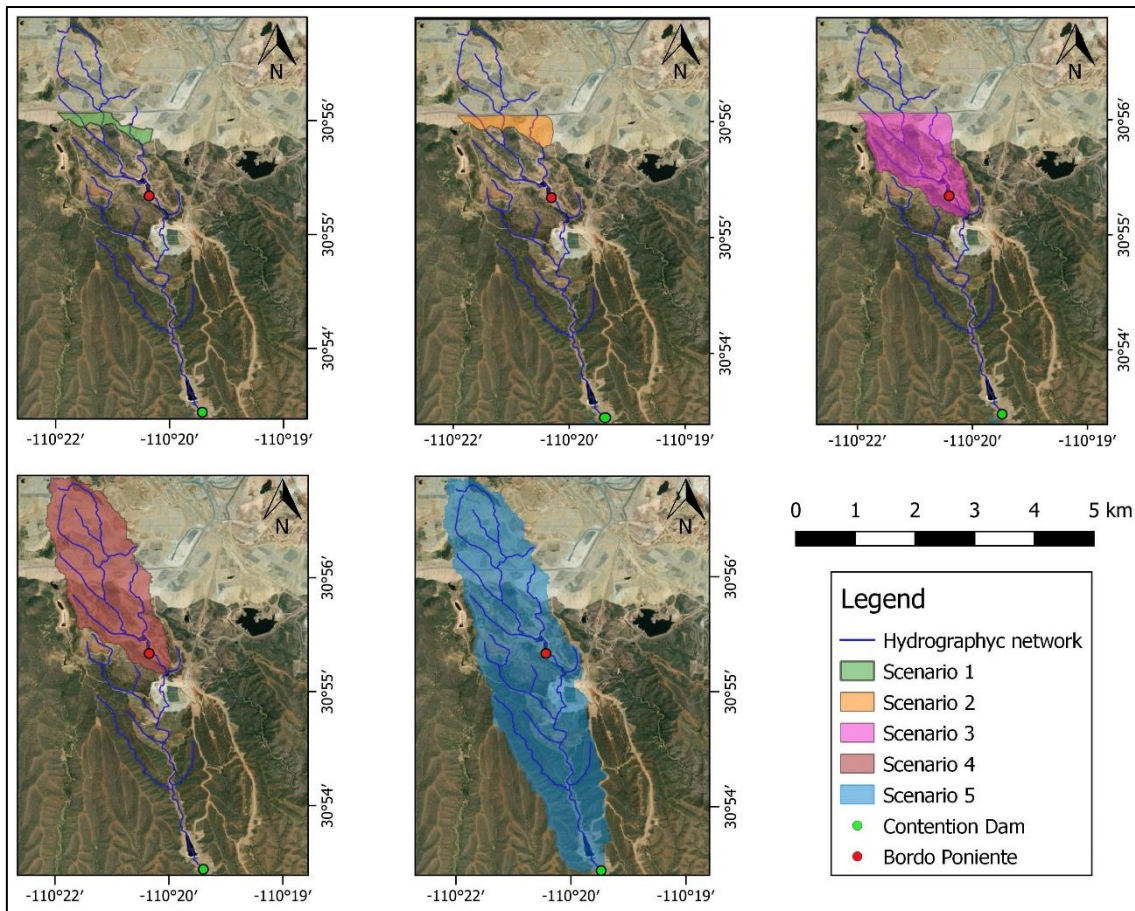 N
30°56′
30°55′
30°54′
-110°22′ -110°20′ -110°19′
N
30°56′
30°55′
30°54′
-110°22′ -110°20′ -110°19′
N
30°56′
30°55′
30°54′
-110°22′ -110°20′ -110°19′
N
30°56′
30°55′
30°54′
-110°22′ -110°20′ -110°19′
N
30°56′
30°55′
30°54′
-110°22′ -110°20′ -110°19′
0 1 2 3 4 5 km
Legend
Hydrographyc network
Scenario 1
Scenario 2
Scenario 3
Scenario 4
Scenario 5
Contention Dam
Bordo Poniente